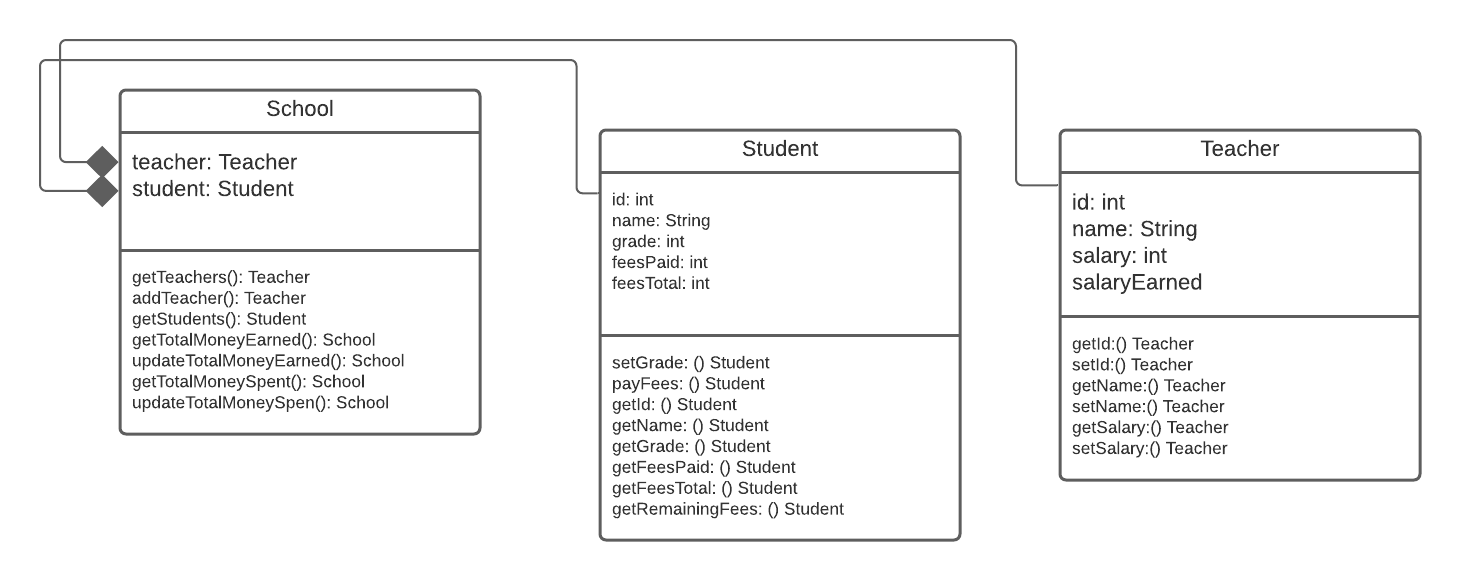 School
teacher: Teacher
student: Student
getTeachers(): Teacher
addTeacher(): Teacher
getStudents(): Student
getTotalMoneyEarned(): School
updateTotalMoneyEarned(): School
getTotalMoneySpent(): School
updateTotalMoneySpen(): School
Student
id: int
name: String
grade: int
feesPaid: int
feesTotal: int
setGrade: () Student
payFees: () Student
getId: () Student
getName: () Student
getGrade: () Student
getFeesPaid: () Student
getFeesTotal: () Student
getRemainingFees: () Student
Teacher
id: int
name: String
salary: int
salaryEarned
getId:() Teacher
setId:() Teacher
getName:() Teacher
setName:() Teacher
getSalary:() Teacher
setSalary:() Teacher